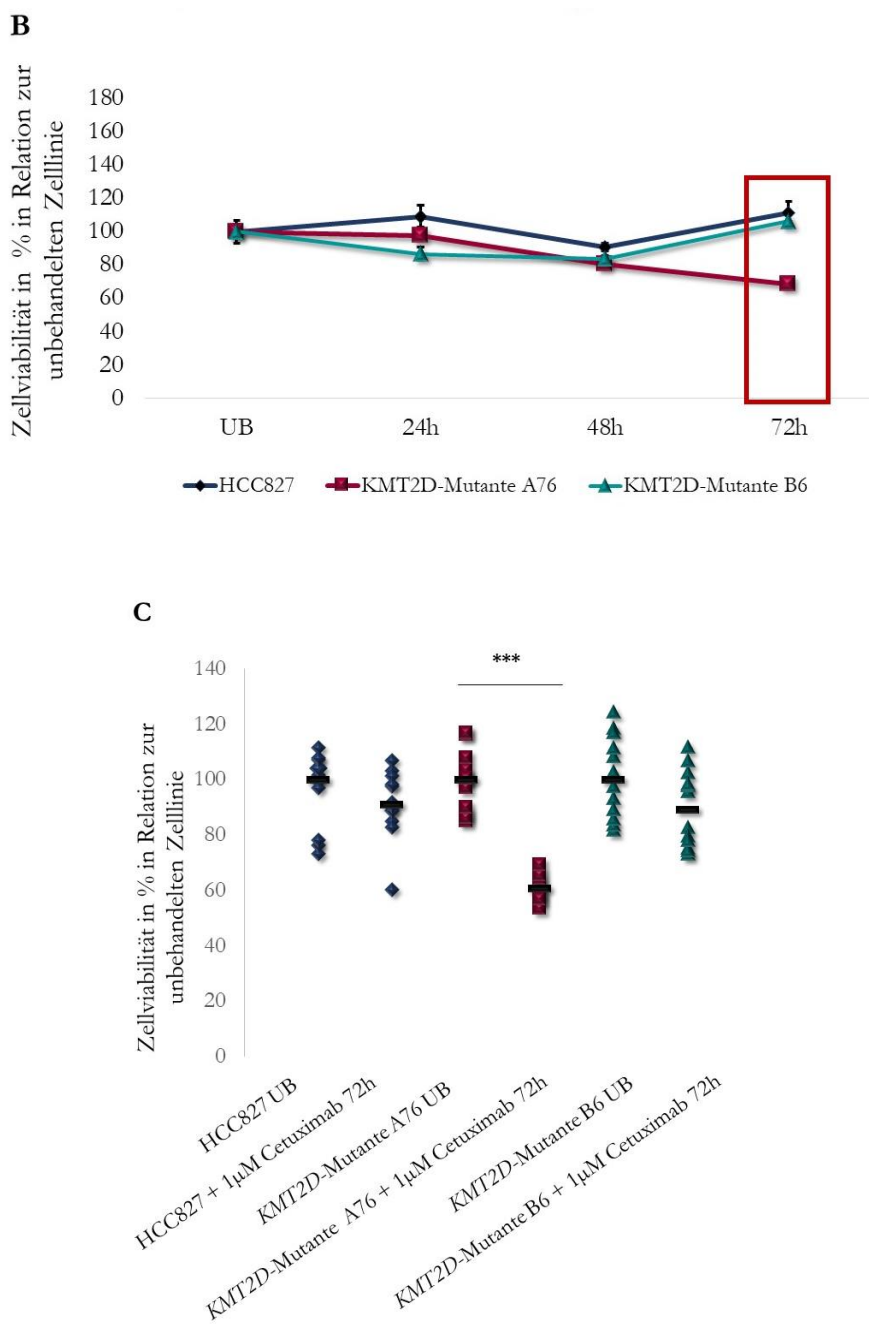 B
Zellviabilität in % in Relation zur
unbehandelten Zelllinie
180
160
140
120
100
80
60
40
20
0
UB 24h 48h 72h
HCC827 KMT2D-Mutante A76 KMT2D-Mutante B6
C
Zellviabilität in % in Relation zur
unbehandelten Zelllinie
140
120
100
80
60
40
20
0
***
HCC827 UB
HCC827 + 1µM Cetuximab 72h
KMT2D-Mutante A76 UB
KMT2D-Mutante A76 + 1µM Cetuximab 72h
KMT2D-Mutante B6 UB
KMT2D-Mutante B6 + 1µM Cetuximab 72h